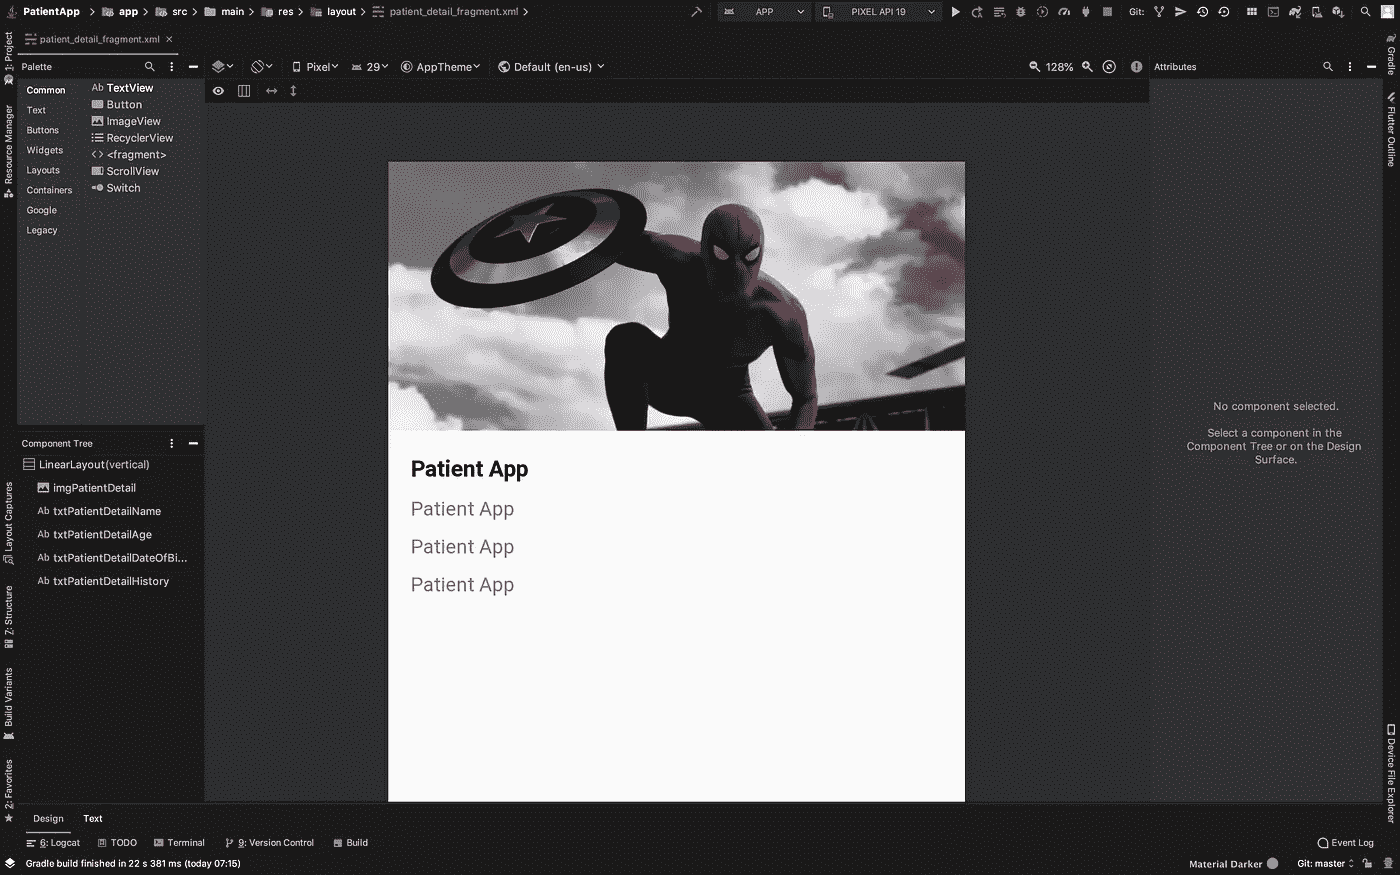 PatientApp app src main res layout patient_detail_fragment.xml APP PIXEL API 19 Git:
patient_detail_fragment.xml
Palette
Pixel 29 AppTheme Default (en-us) 128%
Attributes
Common
Text
Buttons
Widgets
Layouts
Containers
Google
Legacy
Ab TextView
Button
ImageView
RecyclerView
<fragment>
ScrollView
Switch
Component Tree
LinearLayout(vertical)
imgPatientDetail
Ab txtPatientDetailName
Ab txtPatientDetailAge
Ab txtPatientDetailDateOfBi...
Ab txtPatientDetailHistory
Patient App
Patient App
Patient App
Patient App
No component selected.
Select a component in the
Component Tree or on the Design
Surface.
1: Project
Resource Manager
Layout Captures
Z: Structure
Build Variants
2: Favorites
Gradle
Flutter Outline
Device File Explorer
Design Text
6: Logcat TODO Terminal 9: Version Control Build Event Log
Gradle build finished in 22 s 381 ms (today 07:15) Material Darker Git: master